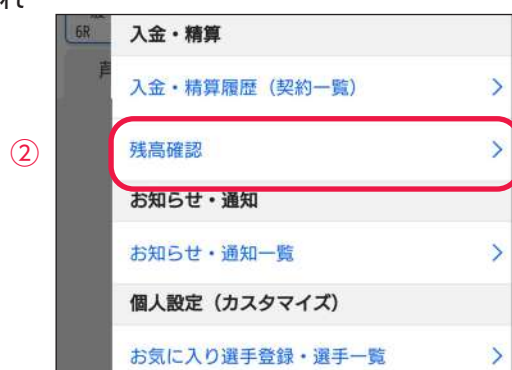 れ
6R
入金・精算
入金・精算履歴（契約一覧）
②
残高確認
お知らせ・通知
お知らせ・通知一覧
個人設定（カスタマイズ）
お気に入り選手登録・選手一覧